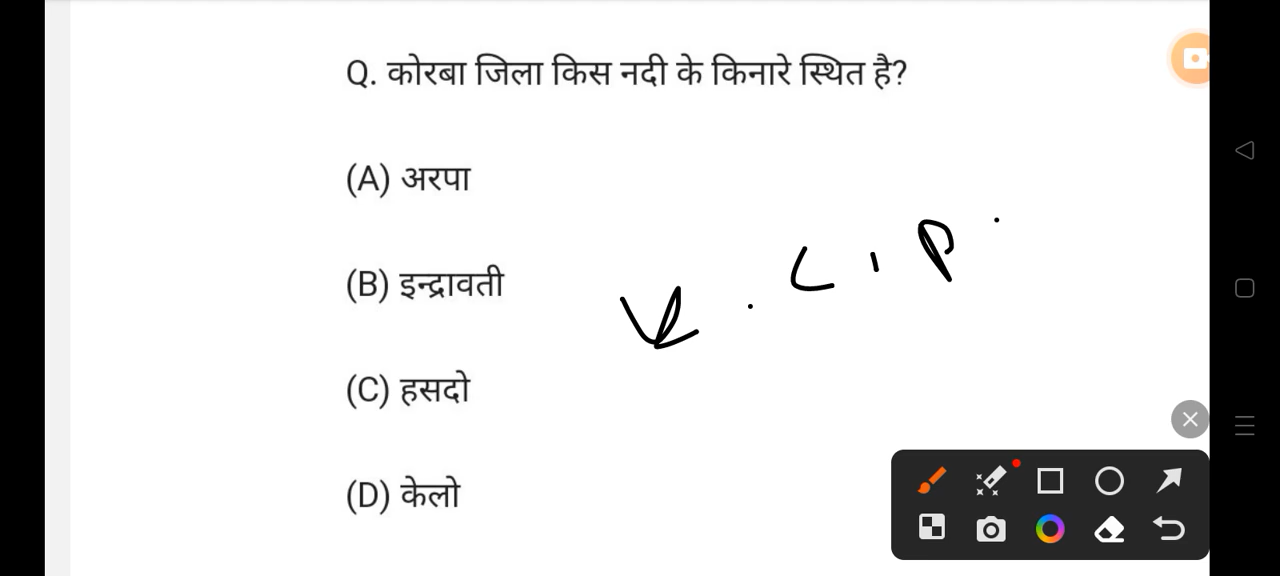 Q. कोरबा जिला किस नदी के किनारे स्थित है?
(A) अरपा
(B) इन्द्रावती
(C) हसदो
(D) केलो